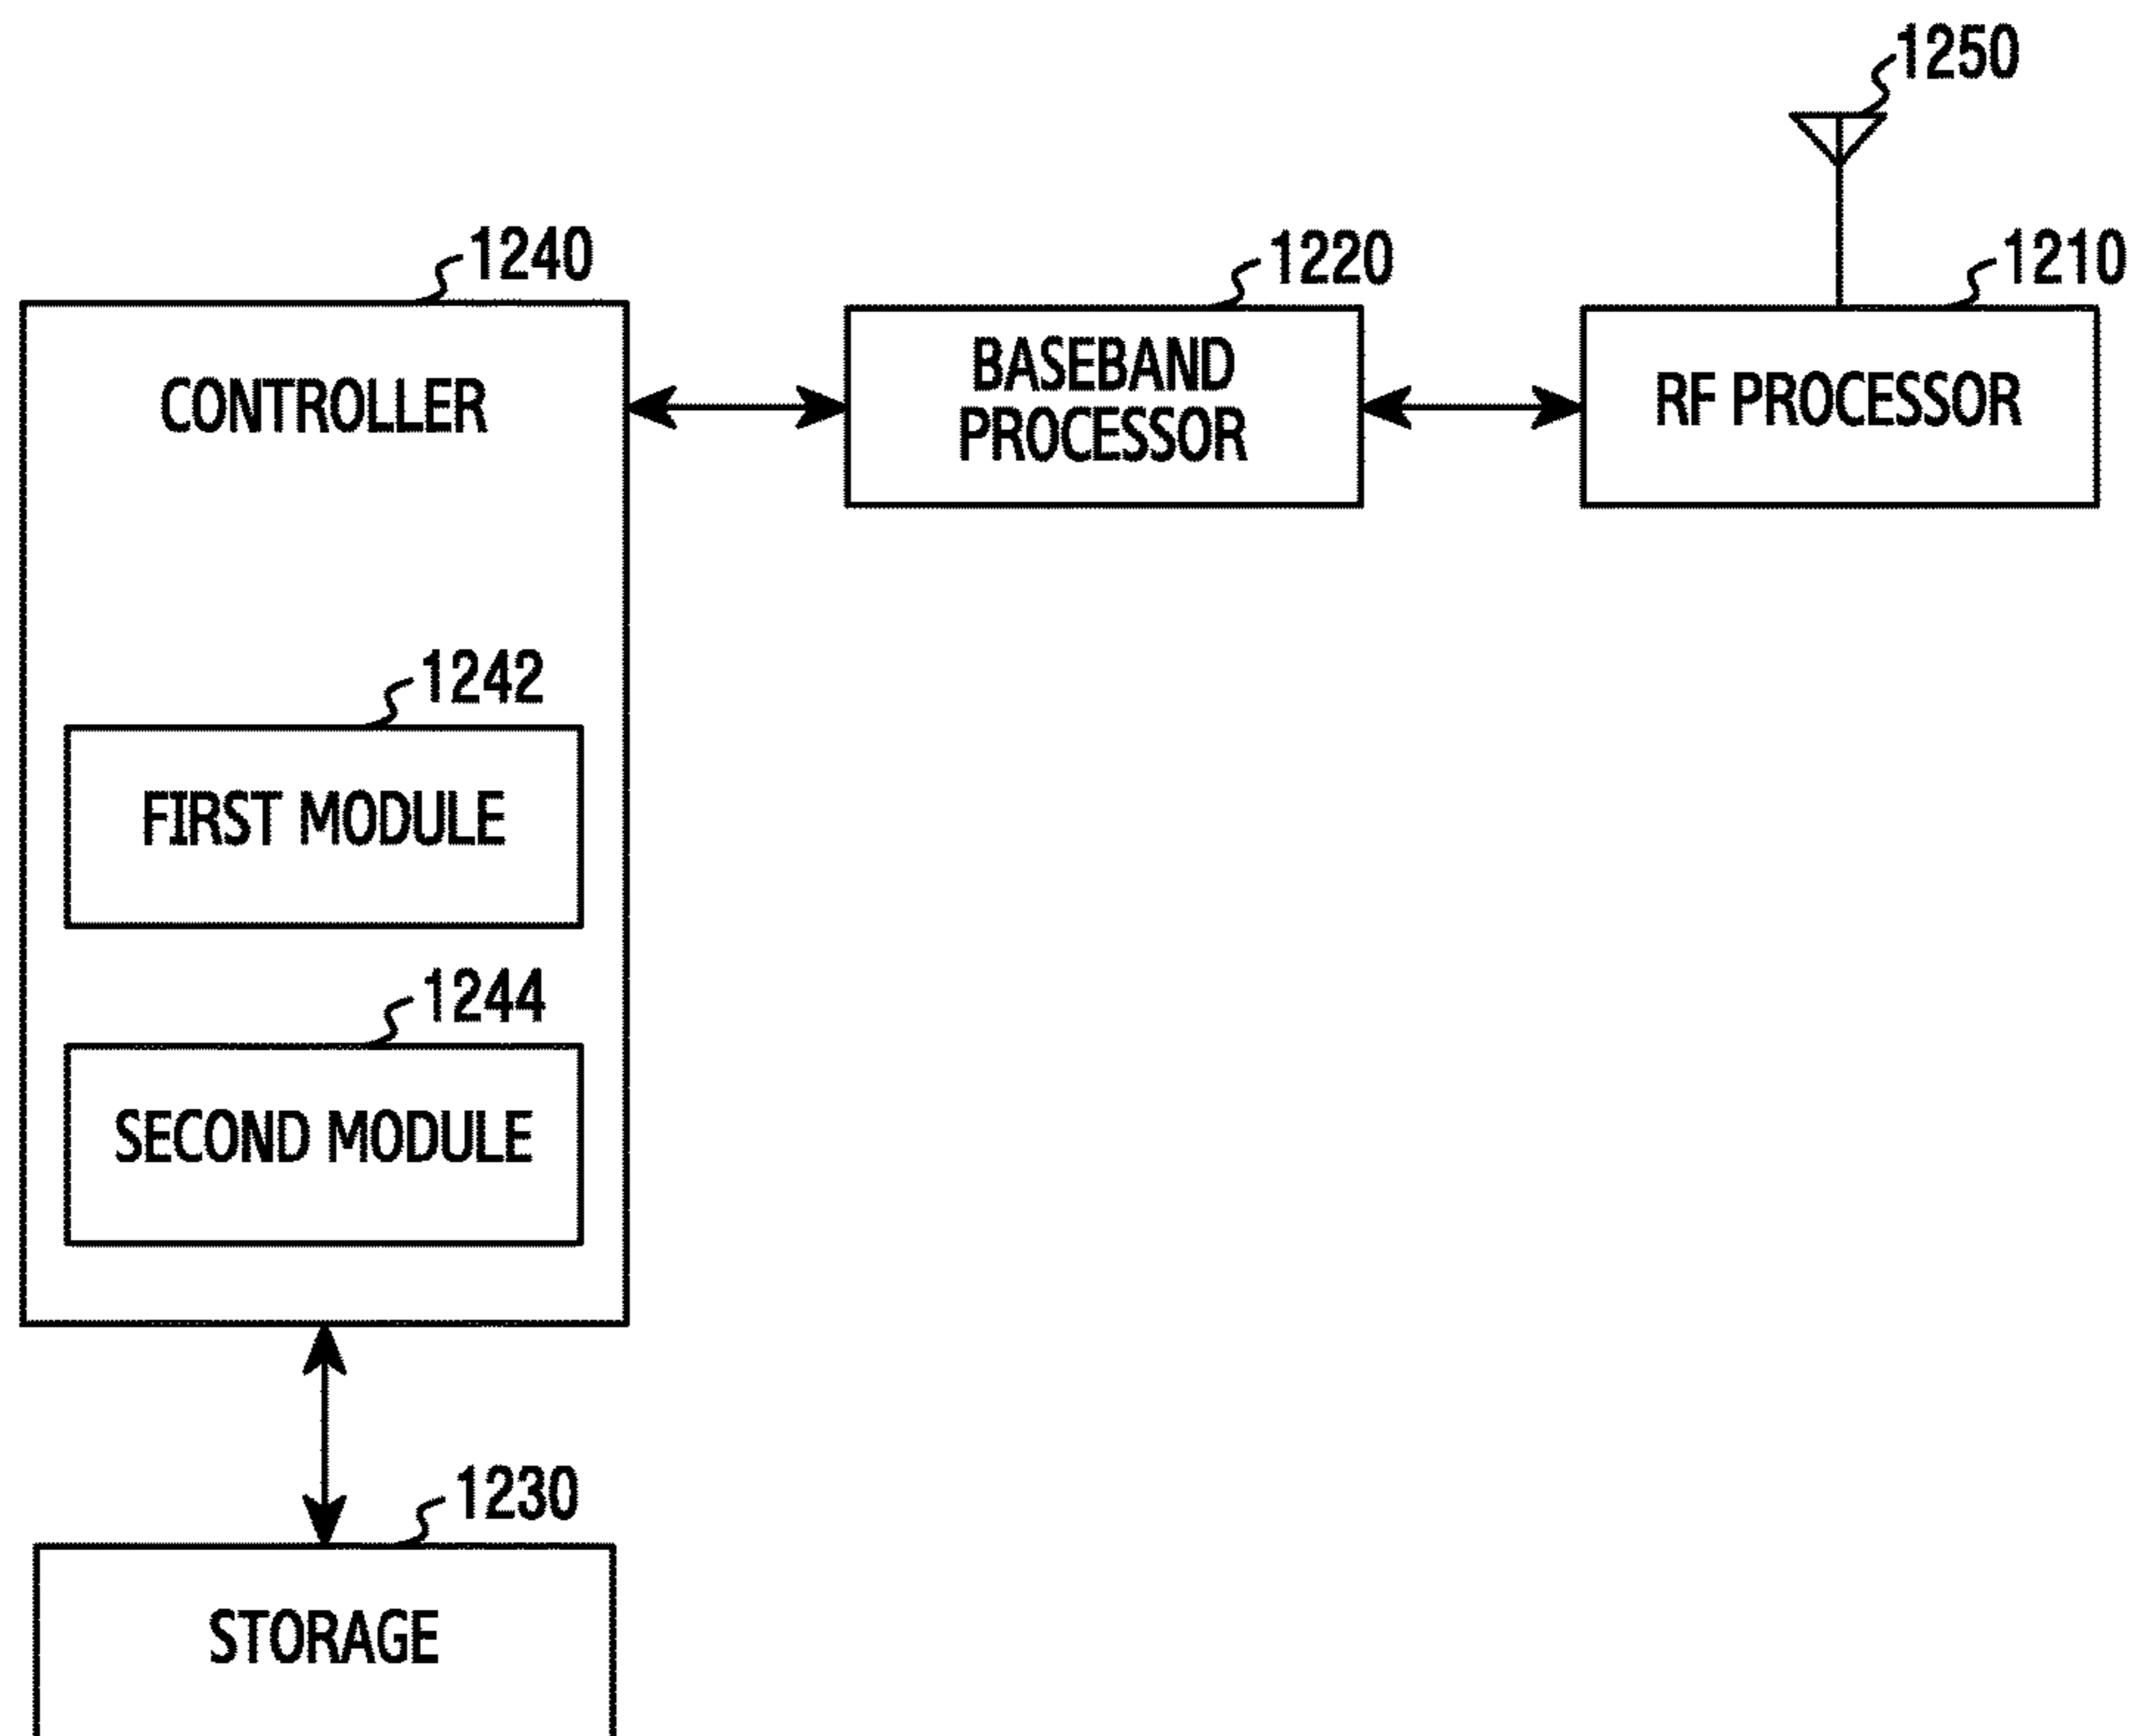 1250
1240
1220
1210
CONTROLLER
BASEBAND
PROCESSOR
RF PROCESSOR
1242
FIRST MODULE
1244
SECOND MODULE
1230
STORAGE